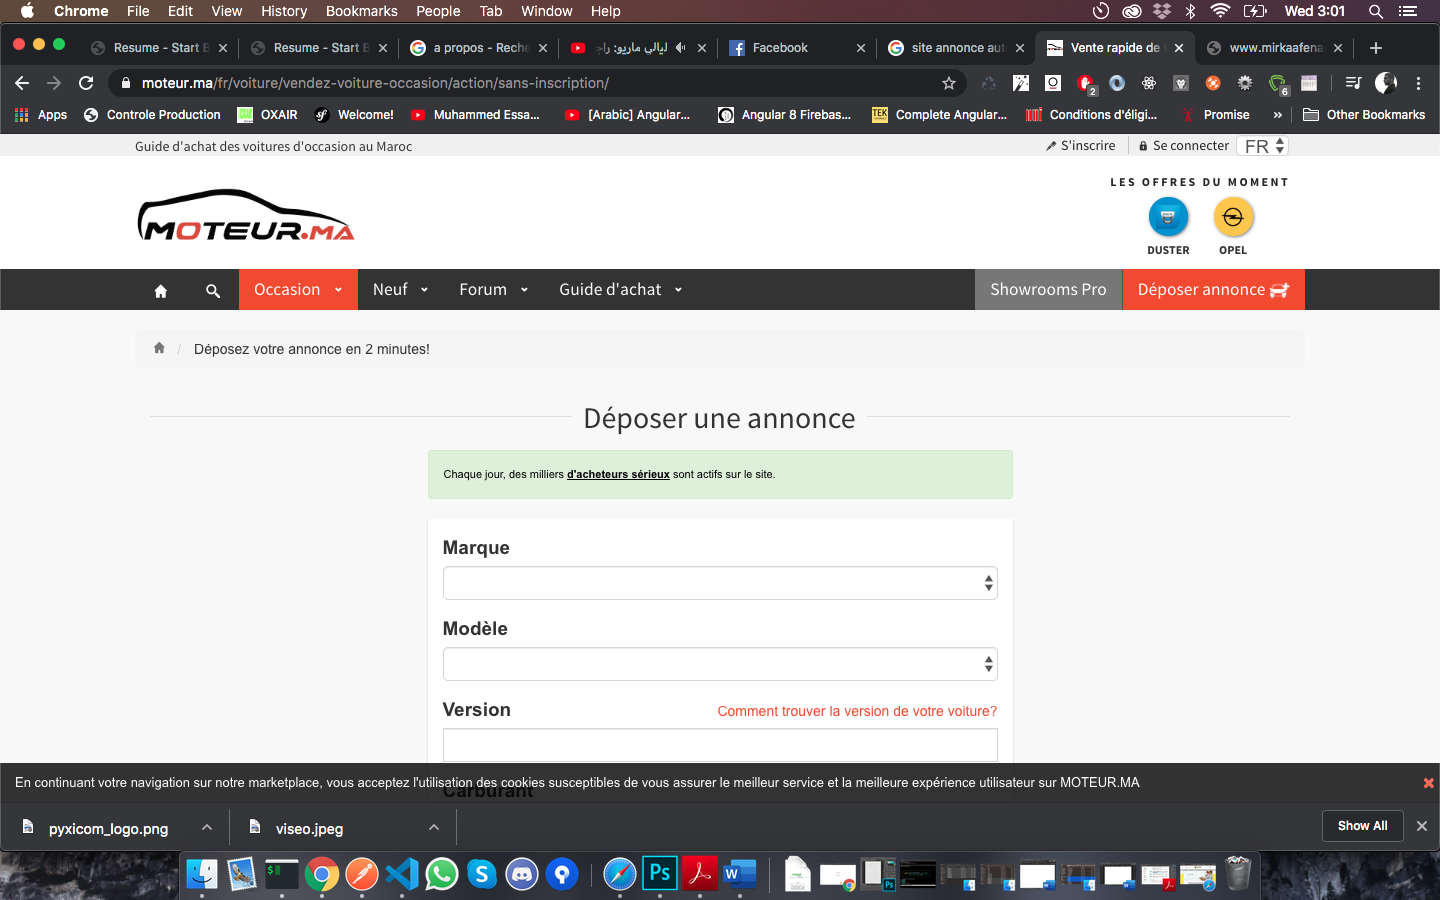 Chrome File Edit View History Bookmarks People Tab Window Help Wed 3:01
Resume - Start B Resume - Start B a propos - Reche ليالي ماريو: راج Facebook site annonce aut Vente rapide de www.mirkaafena
moteur.ma/fr/voiture/vendez-voiture-occasion/action/sans-inscription/ 2 6
Apps Controle Production OXAIR Welcome! Muhammed Essa... [Arabic] Angular... Angular 8 Firebas... TEK Complete Angular... Conditions d'éligi... Promise » Other Bookmarks
Guide d'achat des voitures d'occasion au Maroc S'inscrire Se connecter FR
LES OFFRES DU MOMENT
MOTEUR.MA
DUSTER OPEL
Occasion Neuf Forum Guide d'achat Showrooms Pro Déposer annonce
/ Déposez votre annonce en 2 minutes!
Déposer une annonce
Chaque jour, des milliers d'acheteurs sérieux sont actifs sur le site.
Marque
Modèle
Version Comment trouver la version de votre voiture?
En continuant votre navigation sur notre marketplace, vous acceptez l'utilisation des cookies susceptibles de vous assurer le meilleur service et la meilleure expérience utilisateur sur MOTEUR.MA
Carburant
pyxicom_logo.png viseo.jpeg Show All
Ps W DOCX